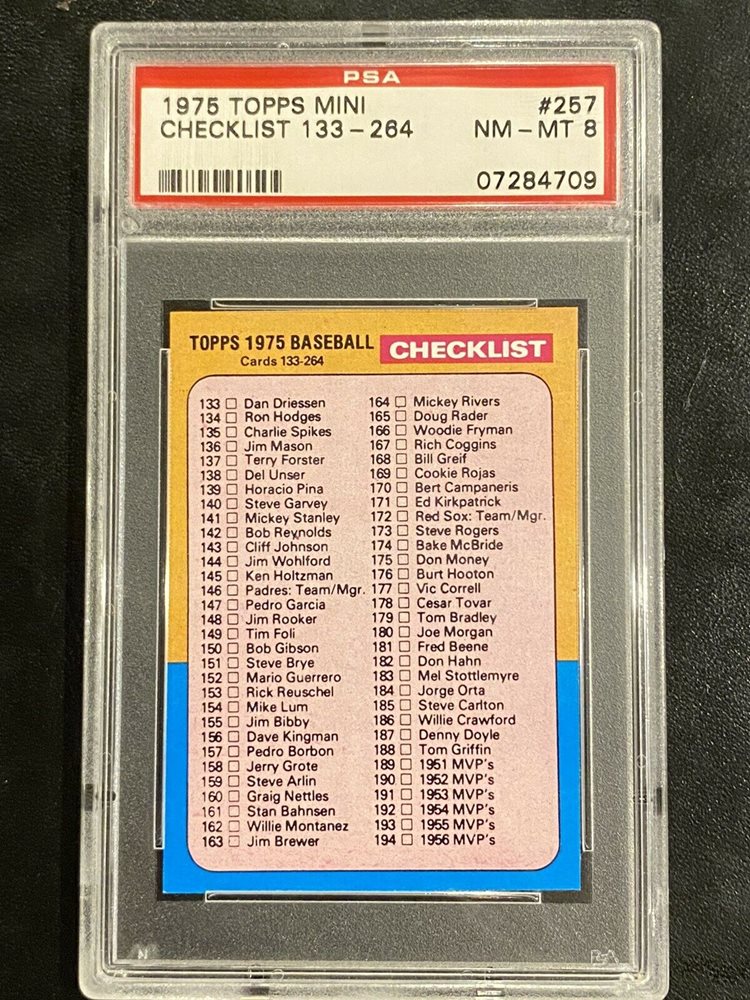 PSA
1975 TOPPS MINI #257
CHECKLIST 133-264 NM-MT 8
07284709
TOPPS 1975 BASEBALL CHECKLIST
Cards 133-264
133 Dan Driessen
134 Ron Hodges
135 Charlie Spikes
136 Jim Mason
137 Terry Forster
138 Del Unser
139 Horacio Pina
140 Steve Garvey
141 Mickey Stanley
142 Bob Reynolds
143 Cliff Johnson
144 Jim Wohlford
145 Ken Holtzman
146 Padres: Team/Mgr.
147 Pedro Garcia
148 Jim Rooker
149 Tim Foli
150 Bob Gibson
151 Steve Brye
152 Mario Guerrero
153 Rick Reuschel
154 Mike Lum
155 Jim Bibby
156 Dave Kingman
157 Pedro Borbon
158 Jerry Grote
159 Steve Arlin
160 Graig Nettles
161 Stan Bahnsen
162 Willie Montanez
163 Jim Brewer
164 Mickey Rivers
165 Doug Rader
166 Woodie Fryman
167 Rich Coggins
168 Bill Greif
169 Cookie Rojas
170 Bert Campaneris
171 Ed Kirkpatrick
172 Red Sox: Team/Mgr.
173 Steve Rogers
174 Bake McBride
175 Don Money
176 Burt Hooton
177 Vic Correll
178 Cesar Tovar
179 Tom Bradley
180 Joe Morgan
181 Fred Beene
182 Don Hahn
183 Mel Stottlemyre
184 Jorge Orta
185 Steve Carlton
186 Willie Crawford
187 Denny Doyle
188 Tom Griffin
189 1951 MVP's
190 1952 MVP's
191 1953 MVP's
192 1954 MVP's
193 1955 MVP's
194 1956 MVP's